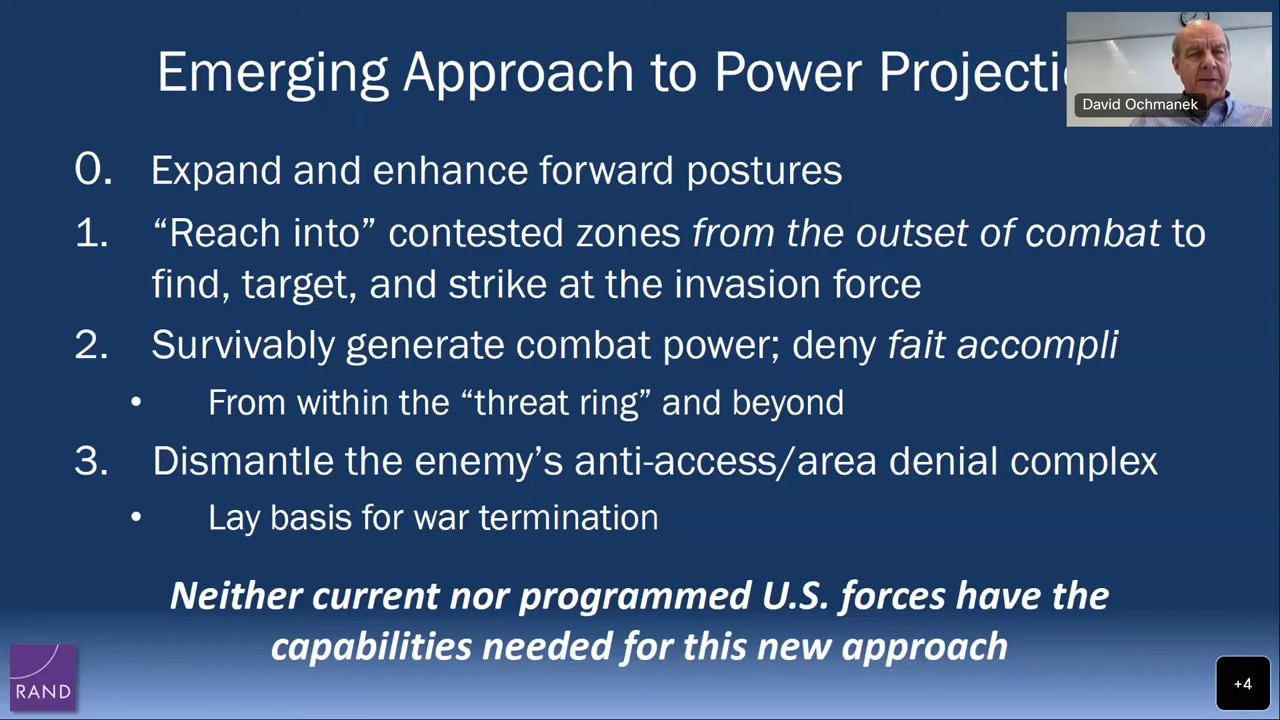 Emerging Approach to Power Projectio
David Ochmanek
0. Expand and enhance forward postures
1. “Reach into” contested zones from the outset of combat to
find, target, and strike at the invasion force
2. Survivably generate combat power; deny fait accompli
• From within the “threat ring” and beyond
3. Dismantle the enemy’s anti-access/area denial complex
• Lay basis for war termination
Neither current nor programmed U.S. forces have the
capabilities needed for this new approach
RAND
+4